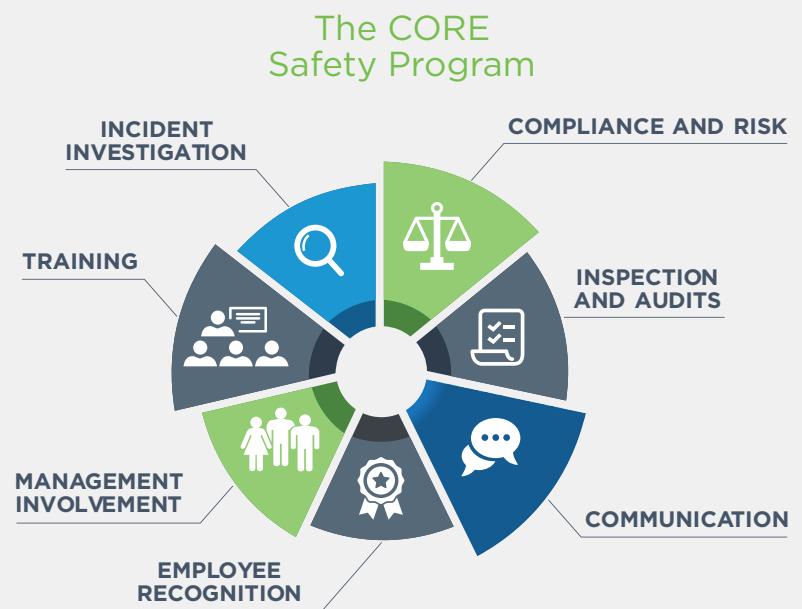 The CORE
Safety Program
INCIDENT
INVESTIGATION
COMPLIANCE AND RISK
TRAINING
INSPECTION
AND AUDITS
MANAGEMENT
INVOLVEMENT
COMMUNICATION
EMPLOYEE
RECOGNITION